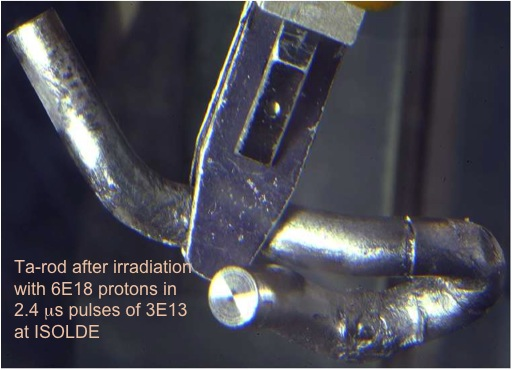 Ta-rod after irradiation
with 6E18 protons in
2.4 μs pulses of 3E13
at ISOLDE